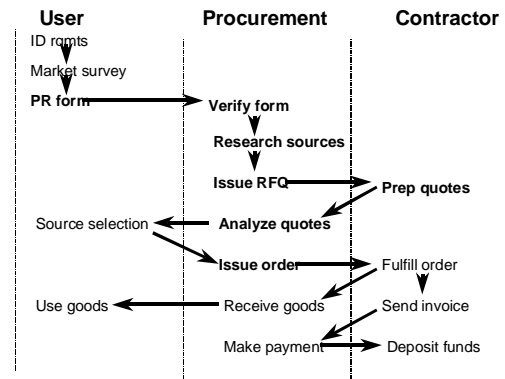 User Procurement Contractor
ID rqmts
Market survey
PR form Verify form
Research sources
Issue RFQ Prep quotes
Source selection Analyze quotes
Issue order Fulfill order
Use goods Receive goods Send invoice
Make payment Deposit funds